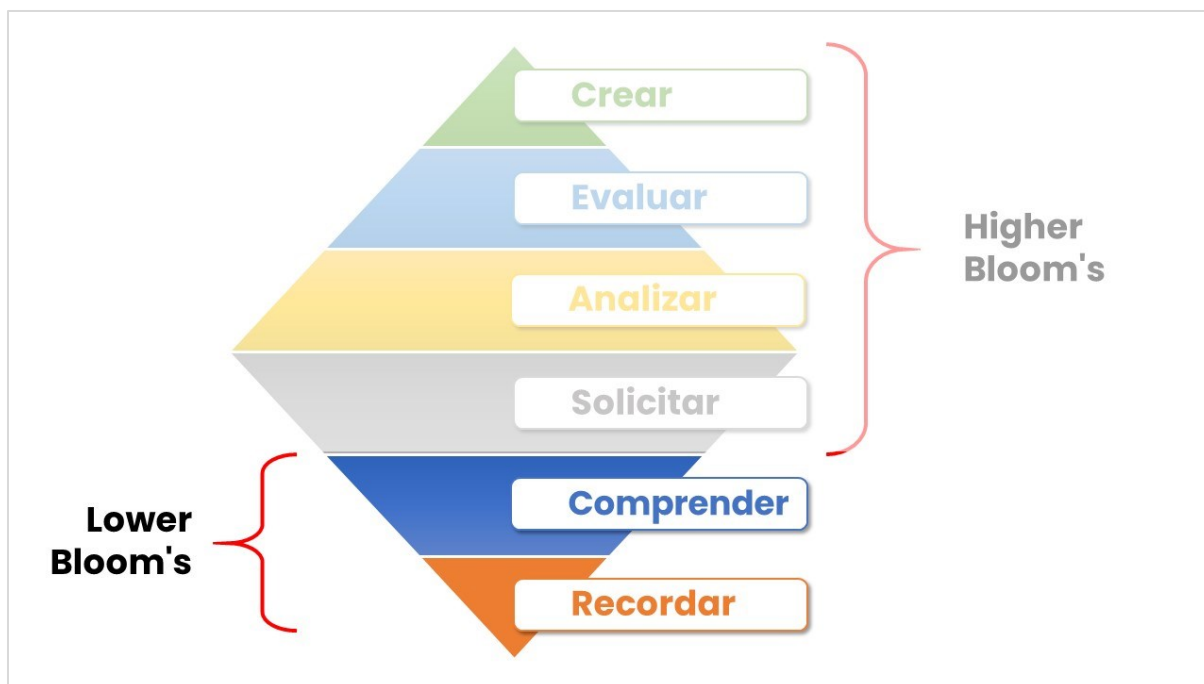 Crear
Evaluar
Analizar
Solicitar
Comprender
Recordar
Higher
Bloom's
Lower
Bloom's